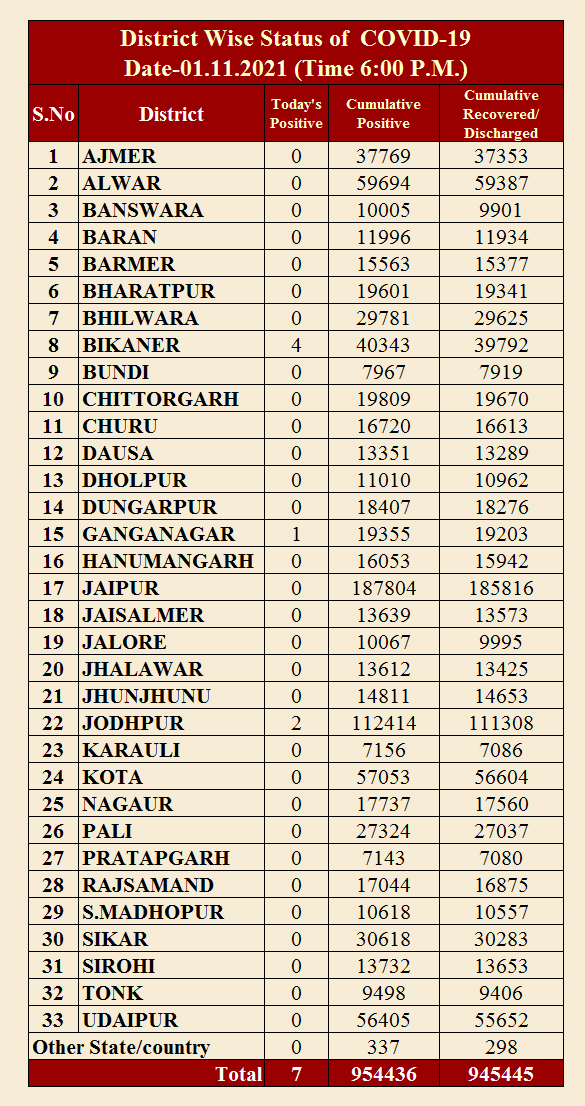 District Wise Status of COVID-19
Date-01.11.2021 (Time 6:00 P.M.)
S.No District Today's Positive Cumulative Positive Cumulative Recovered/ Discharged
1 AJMER 0 37769 37353
2 ALWAR 0 59694 59387
3 BANSWARA 0 10005 9901
4 BARAN 0 11996 11934
5 BARMER 0 15563 15377
6 BHARATPUR 0 19601 19341
7 BHILWARA 0 29781 29625
8 BIKANER 4 40343 39792
9 BUNDI 0 7967 7919
10 CHITTORGARH 0 19809 19670
11 CHURU 0 16720 16613
12 DAUSA 0 13351 13289
13 DHOLPUR 0 11010 10962
14 DUNGARPUR 0 18407 18276
15 GANGANAGAR 1 19355 19203
16 HANUMANGARH 0 16053 15942
17 JAIPUR 0 187804 185816
18 JAISALMER 0 13639 13573
19 JALORE 0 10067 9995
20 JHALAWAR 0 13612 13425
21 JHUNJHUNU 0 14811 14653
22 JODHPUR 2 112414 111308
23 KARAULI 0 7156 7086
24 KOTA 0 57053 56604
25 NAGAUR 0 17737 17560
26 PALI 0 27324 27037
27 PRATAPGARH 0 7143 7080
28 RAJSAMAND 0 17044 16875
29 S.MADHOPUR 0 10618 10557
30 SIKAR 0 30618 30283
31 SIROHI 0 13732 13653
32 TONK 0 9498 9406
33 UDAIPUR 0 56405 55652
Other State/country 0 337 298
Total 7 954436 945445